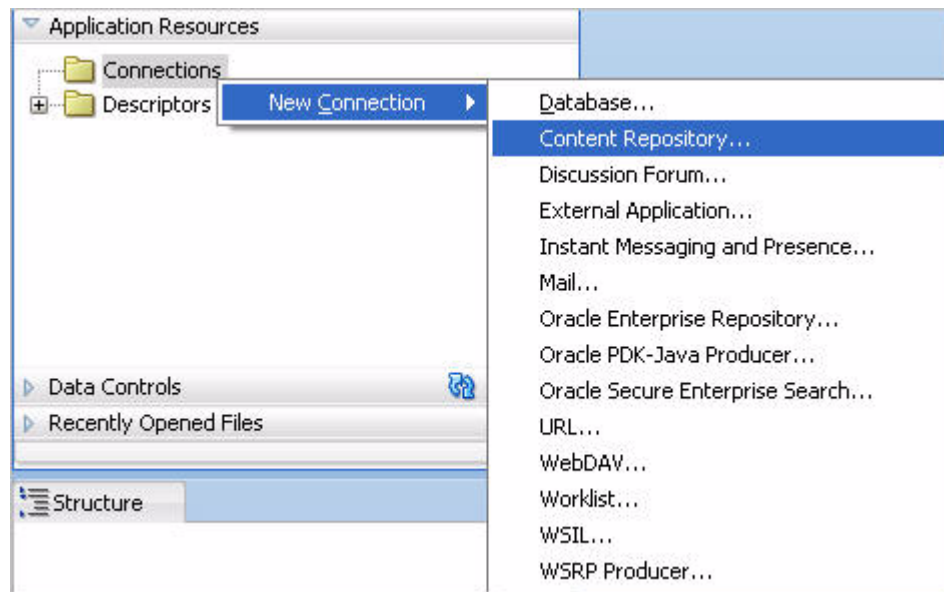 Application Resources
Connections
Descriptors
New Connection
Database...
Content Repository...
Discussion Forum...
External Application...
Instant Messaging and Presence...
Mail...
Oracle Enterprise Repository...
Oracle PDK-Java Producer...
Oracle Secure Enterprise Search...
URL...
WebDAV...
Worklist...
WSIL...
WSRP Producer...
Data Controls
Recently Opened Files
Structure